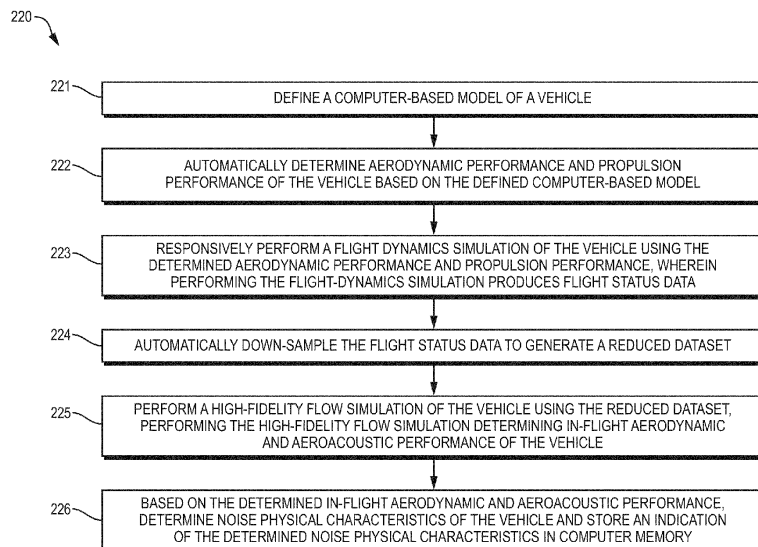 220
221
DEFINE A COMPUTER-BASED MODEL OF A VEHICLE
222
AUTOMATICALLY DETERMINE AERODYNAMIC PERFORMANCE AND PROPULSION
PERFORMANCE OF THE VEHICLE BASED ON THE DEFINED COMPUTER-BASED MODEL
223
RESPONSIVELY PERFORM A FLIGHT DYNAMICS SIMULATION OF THE VEHICLE USING THE
DETERMINED AERODYNAMIC PERFORMANCE AND PROPULSION PERFORMANCE, WHEREIN
PERFORMING THE FLIGHT-DYNAMICS SIMULATION PRODUCES FLIGHT STATUS DATA
224
AUTOMATICALLY DOWN-SAMPLE THE FLIGHT STATUS DATA TO GENERATE A REDUCED DATASET
225
PERFORM A HIGH-FIDELITY FLOW SIMULATION OF THE VEHICLE USING THE REDUCED DATASET,
PERFORMING THE HIGH-FIDELITY FLOW SIMULATION DETERMINING IN-FLIGHT AERODYNAMIC
AND AEROACOUSTIC PERFORMANCE OF THE VEHICLE
226
BASED ON THE DETERMINED IN-FLIGHT AERODYNAMIC AND AEROACOUSTIC PERFORMANCE,
DETERMINE NOISE PHYSICAL CHARACTERISTICS OF THE VEHICLE AND STORE AN INDICATION
OF THE DETERMINED NOISE PHYSICAL CHARACTERISTICS IN COMPUTER MEMORY